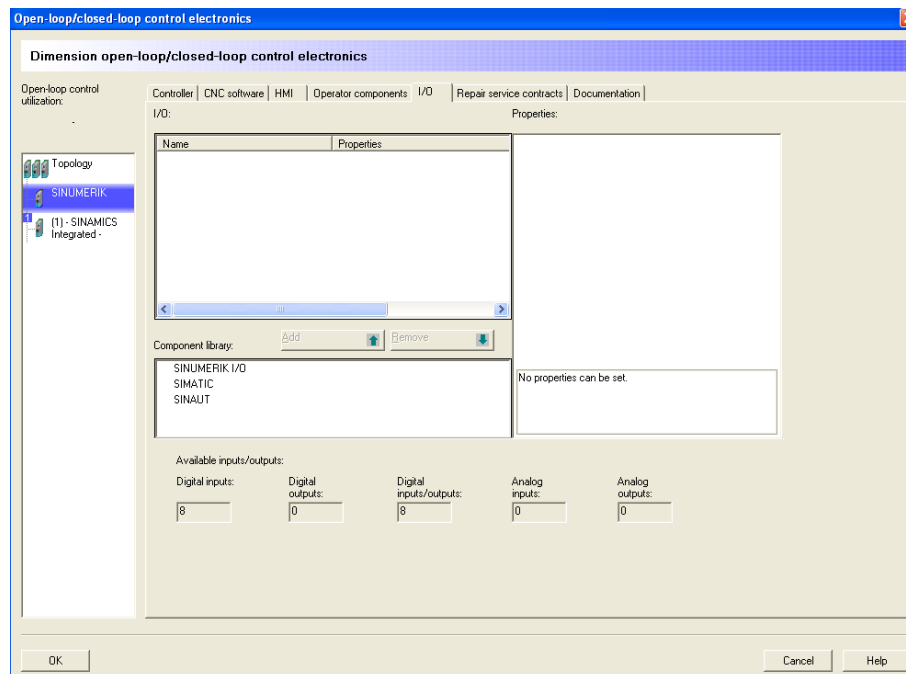 Open-loop/closed-loop control electronics
Dimension open-loop/closed-loop control electronics
Open-loop control
utilization:
-
Topology
SINUMERIK
1
(1) - SINAMICS
Integrated -
Controller
CNC software
HMI
Operator components
I/O
Repair service contracts
Documentation
I/O:
Properties:
Name
Properties
Component library:
Add
Remove
SINUMERIK I/O
SIMATIC
SINAUT
No properties can be set.
Available inputs/outputs:
Digital inputs:
8
Digital
outputs:
0
Digital
inputs/outputs:
8
Analog
inputs:
0
Analog
outputs:
0
OK
Cancel
Help